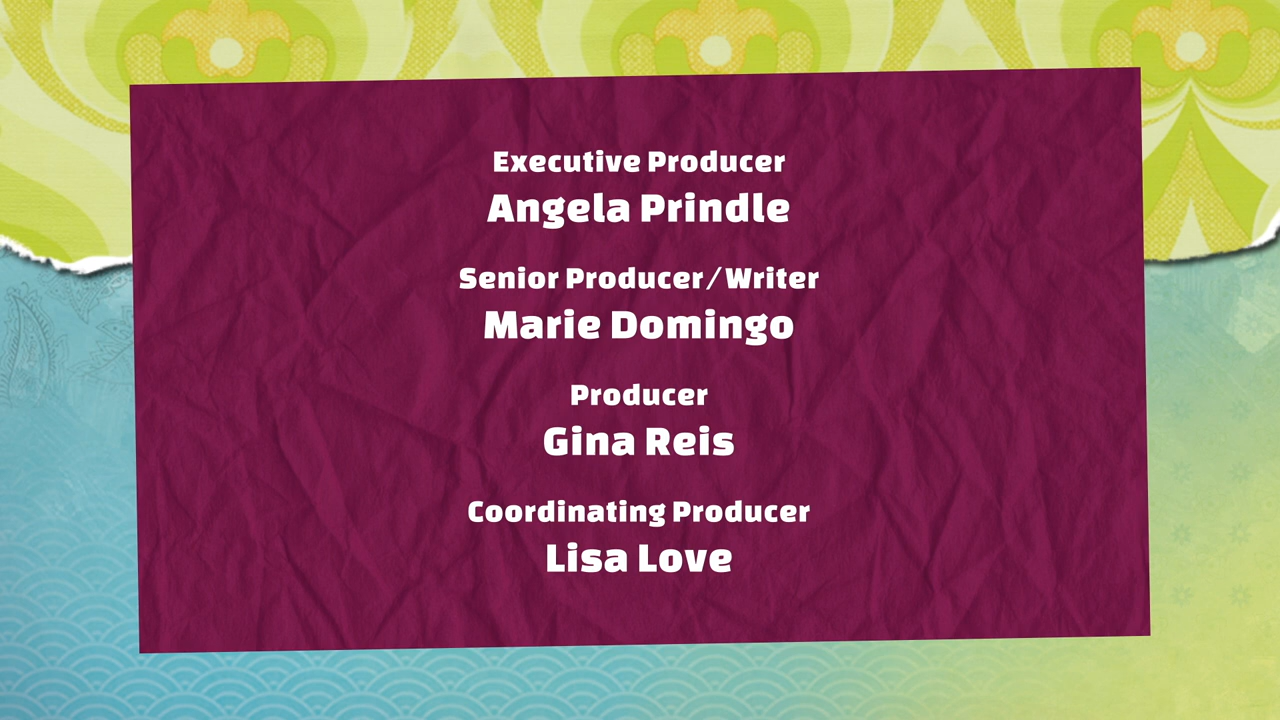 Executive Producer
Angela Prindle
Senior Producer/Writer
Marie Domingo
Producer
Gina Reis
Coordinating Producer
Lisa Love